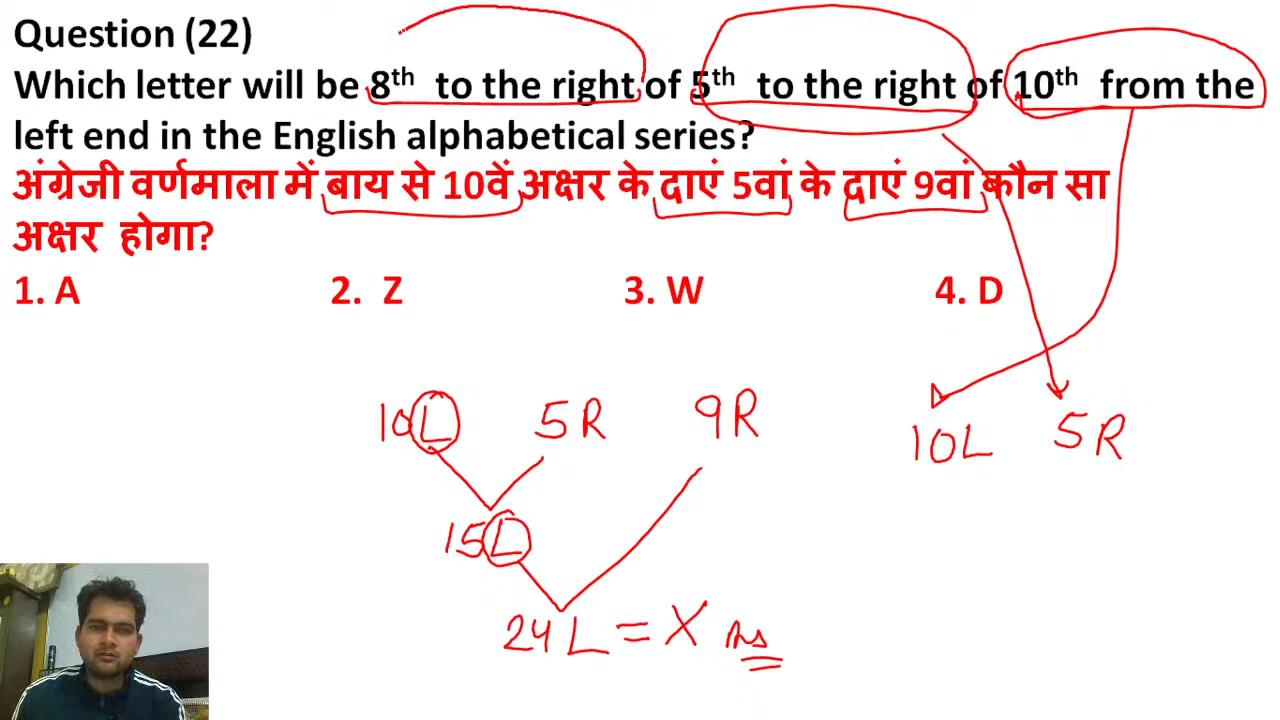 Question (22)
Which letter will be 8th to the right of 5th to the right of 10th from the
left end in the English alphabetical series?
अंग्रेजी वर्णमाला में बाय से 10वें अक्षर के दाएं 5वां के दाएं 9वां कौन सा
अक्षर होगा?
1. A 2. Z 3. W 4. D
10L 5R 9R
10L 5R
15L
24L = X Ans